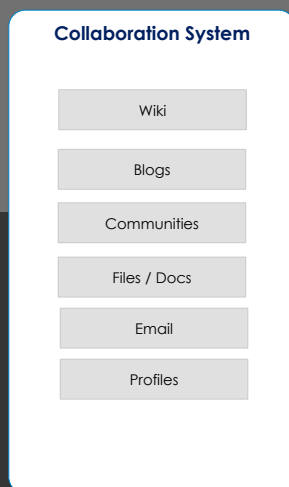 Collaboration System
Wiki
Blogs
Communities
Files / Docs
Email
Profiles